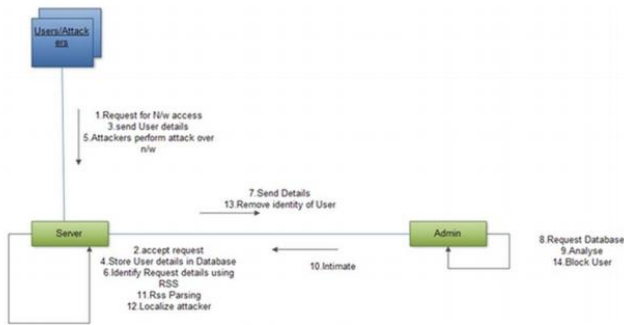 Users/Attack
ers
1.Request for N/w access
3.send User details
5.Attackers perform attack over
n/w
7.Send Details
13.Remove identity of User
Server
Admin
2.accept request
4.Store User details in Database
6.Identify Request details using
RSS
11.Rss Parsing
12.Localize attacker
10.Intimate
8.Request Database
9.Analyse
14.Block User